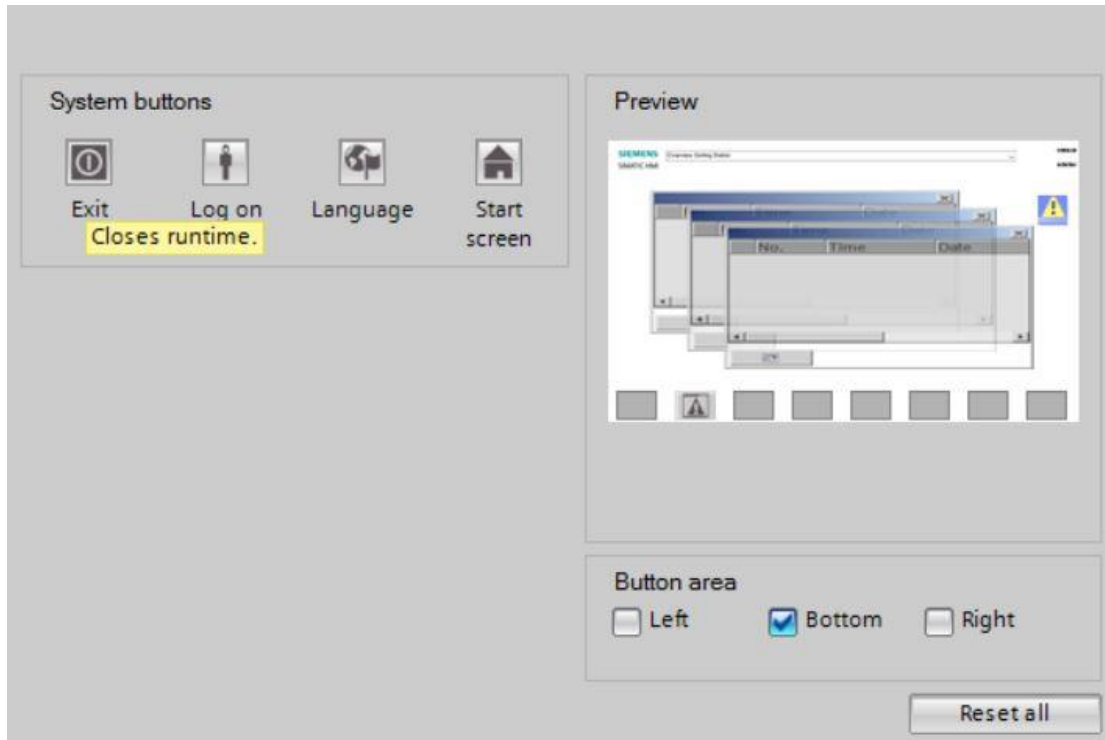 System buttons
Exit
Log on
Language
Start
screen
Closes runtime.
Preview
SIEMENS
SIMATIC HMI
No. Time Date
Button area
Left
Bottom
Right
Reset all